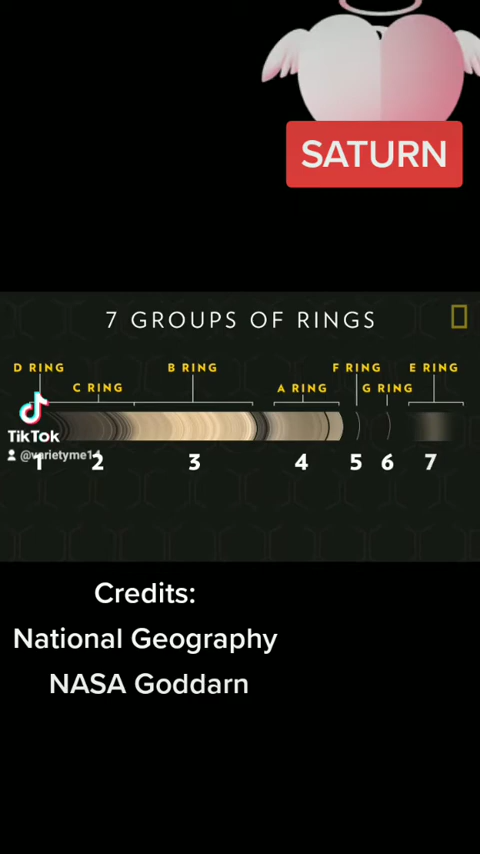 SATURN
7 GROUPS OF RINGS
D RING
C RING
B RING
A RING
F RING
G RING
E RING
TikTok
@varietyme14
1 2 3 4 5 6 7
Credits:
National Geography
NASA Goddarn